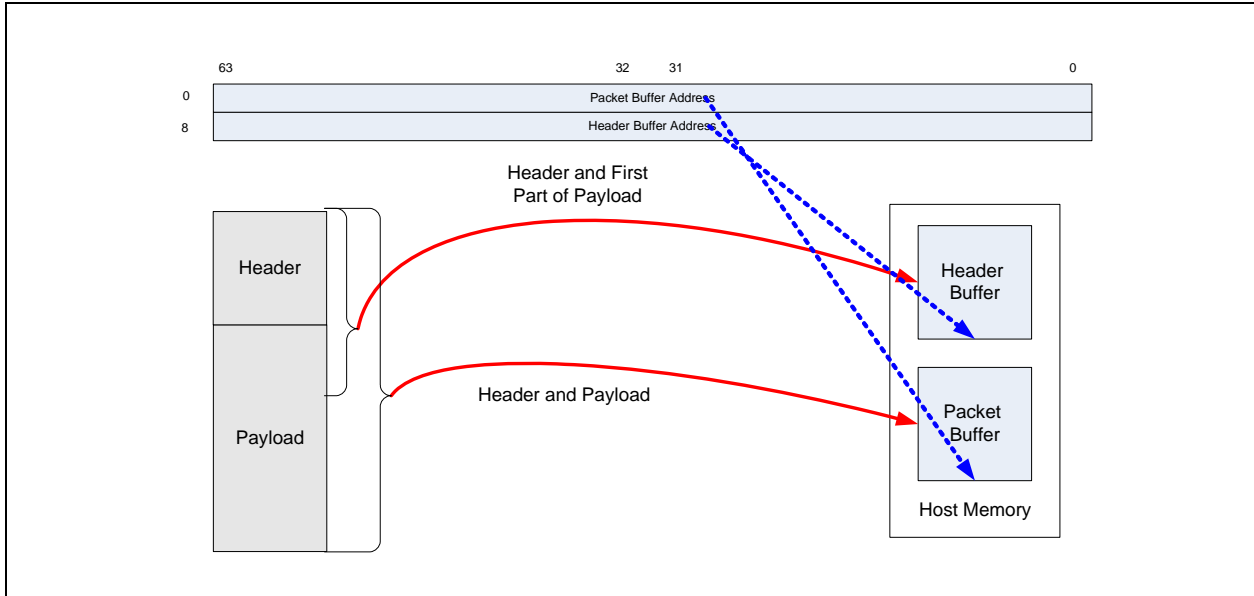 63 32 31 0
0 Packet Buffer Address
8 Header Buffer Address
Header and First
Part of Payload
Header
Payload
Header and Payload
Header
Buffer
Packet
Buffer
Host Memory